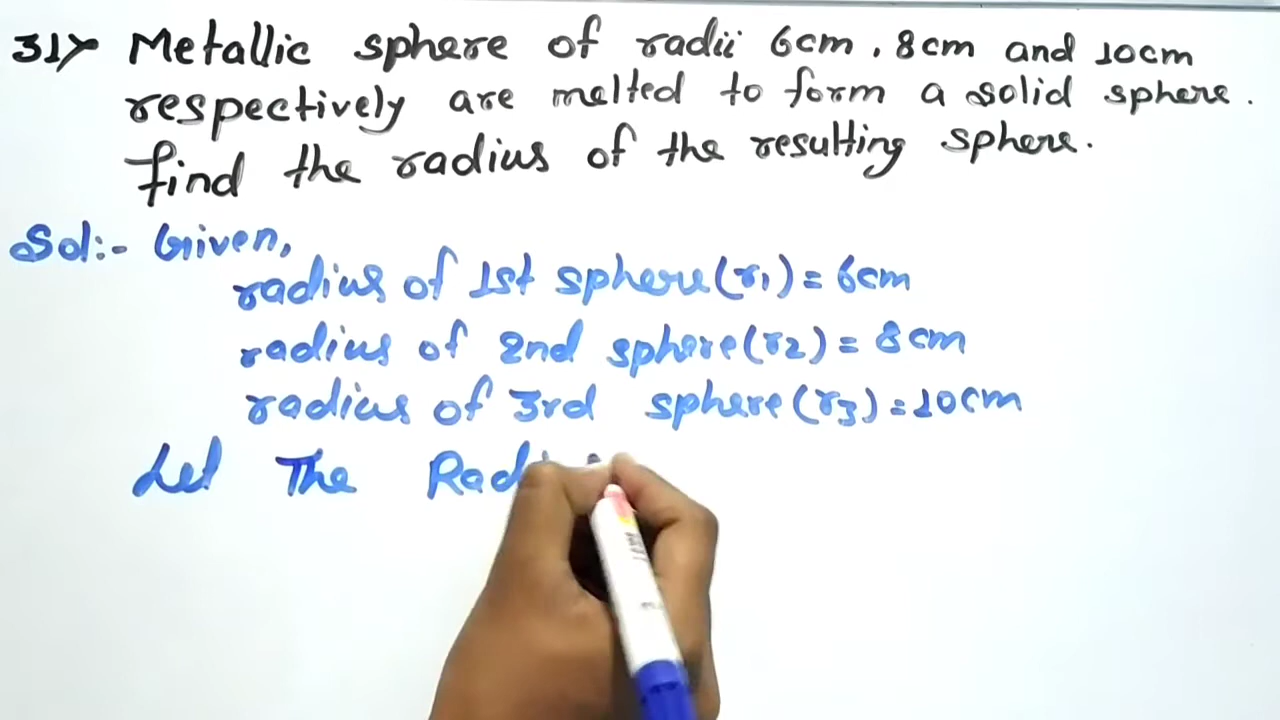 31> Metallic sphere of radii 6cm, 8cm and 10cm
respectively are melted to form a solid sphere.
find the radius of the resulting sphere.
Sol:- Given,
radius of 1st sphere(r1) = 6cm
radius of 2nd sphere(r2) = 8cm
radius of 3rd sphere(r3) = 10cm
Let The Rad